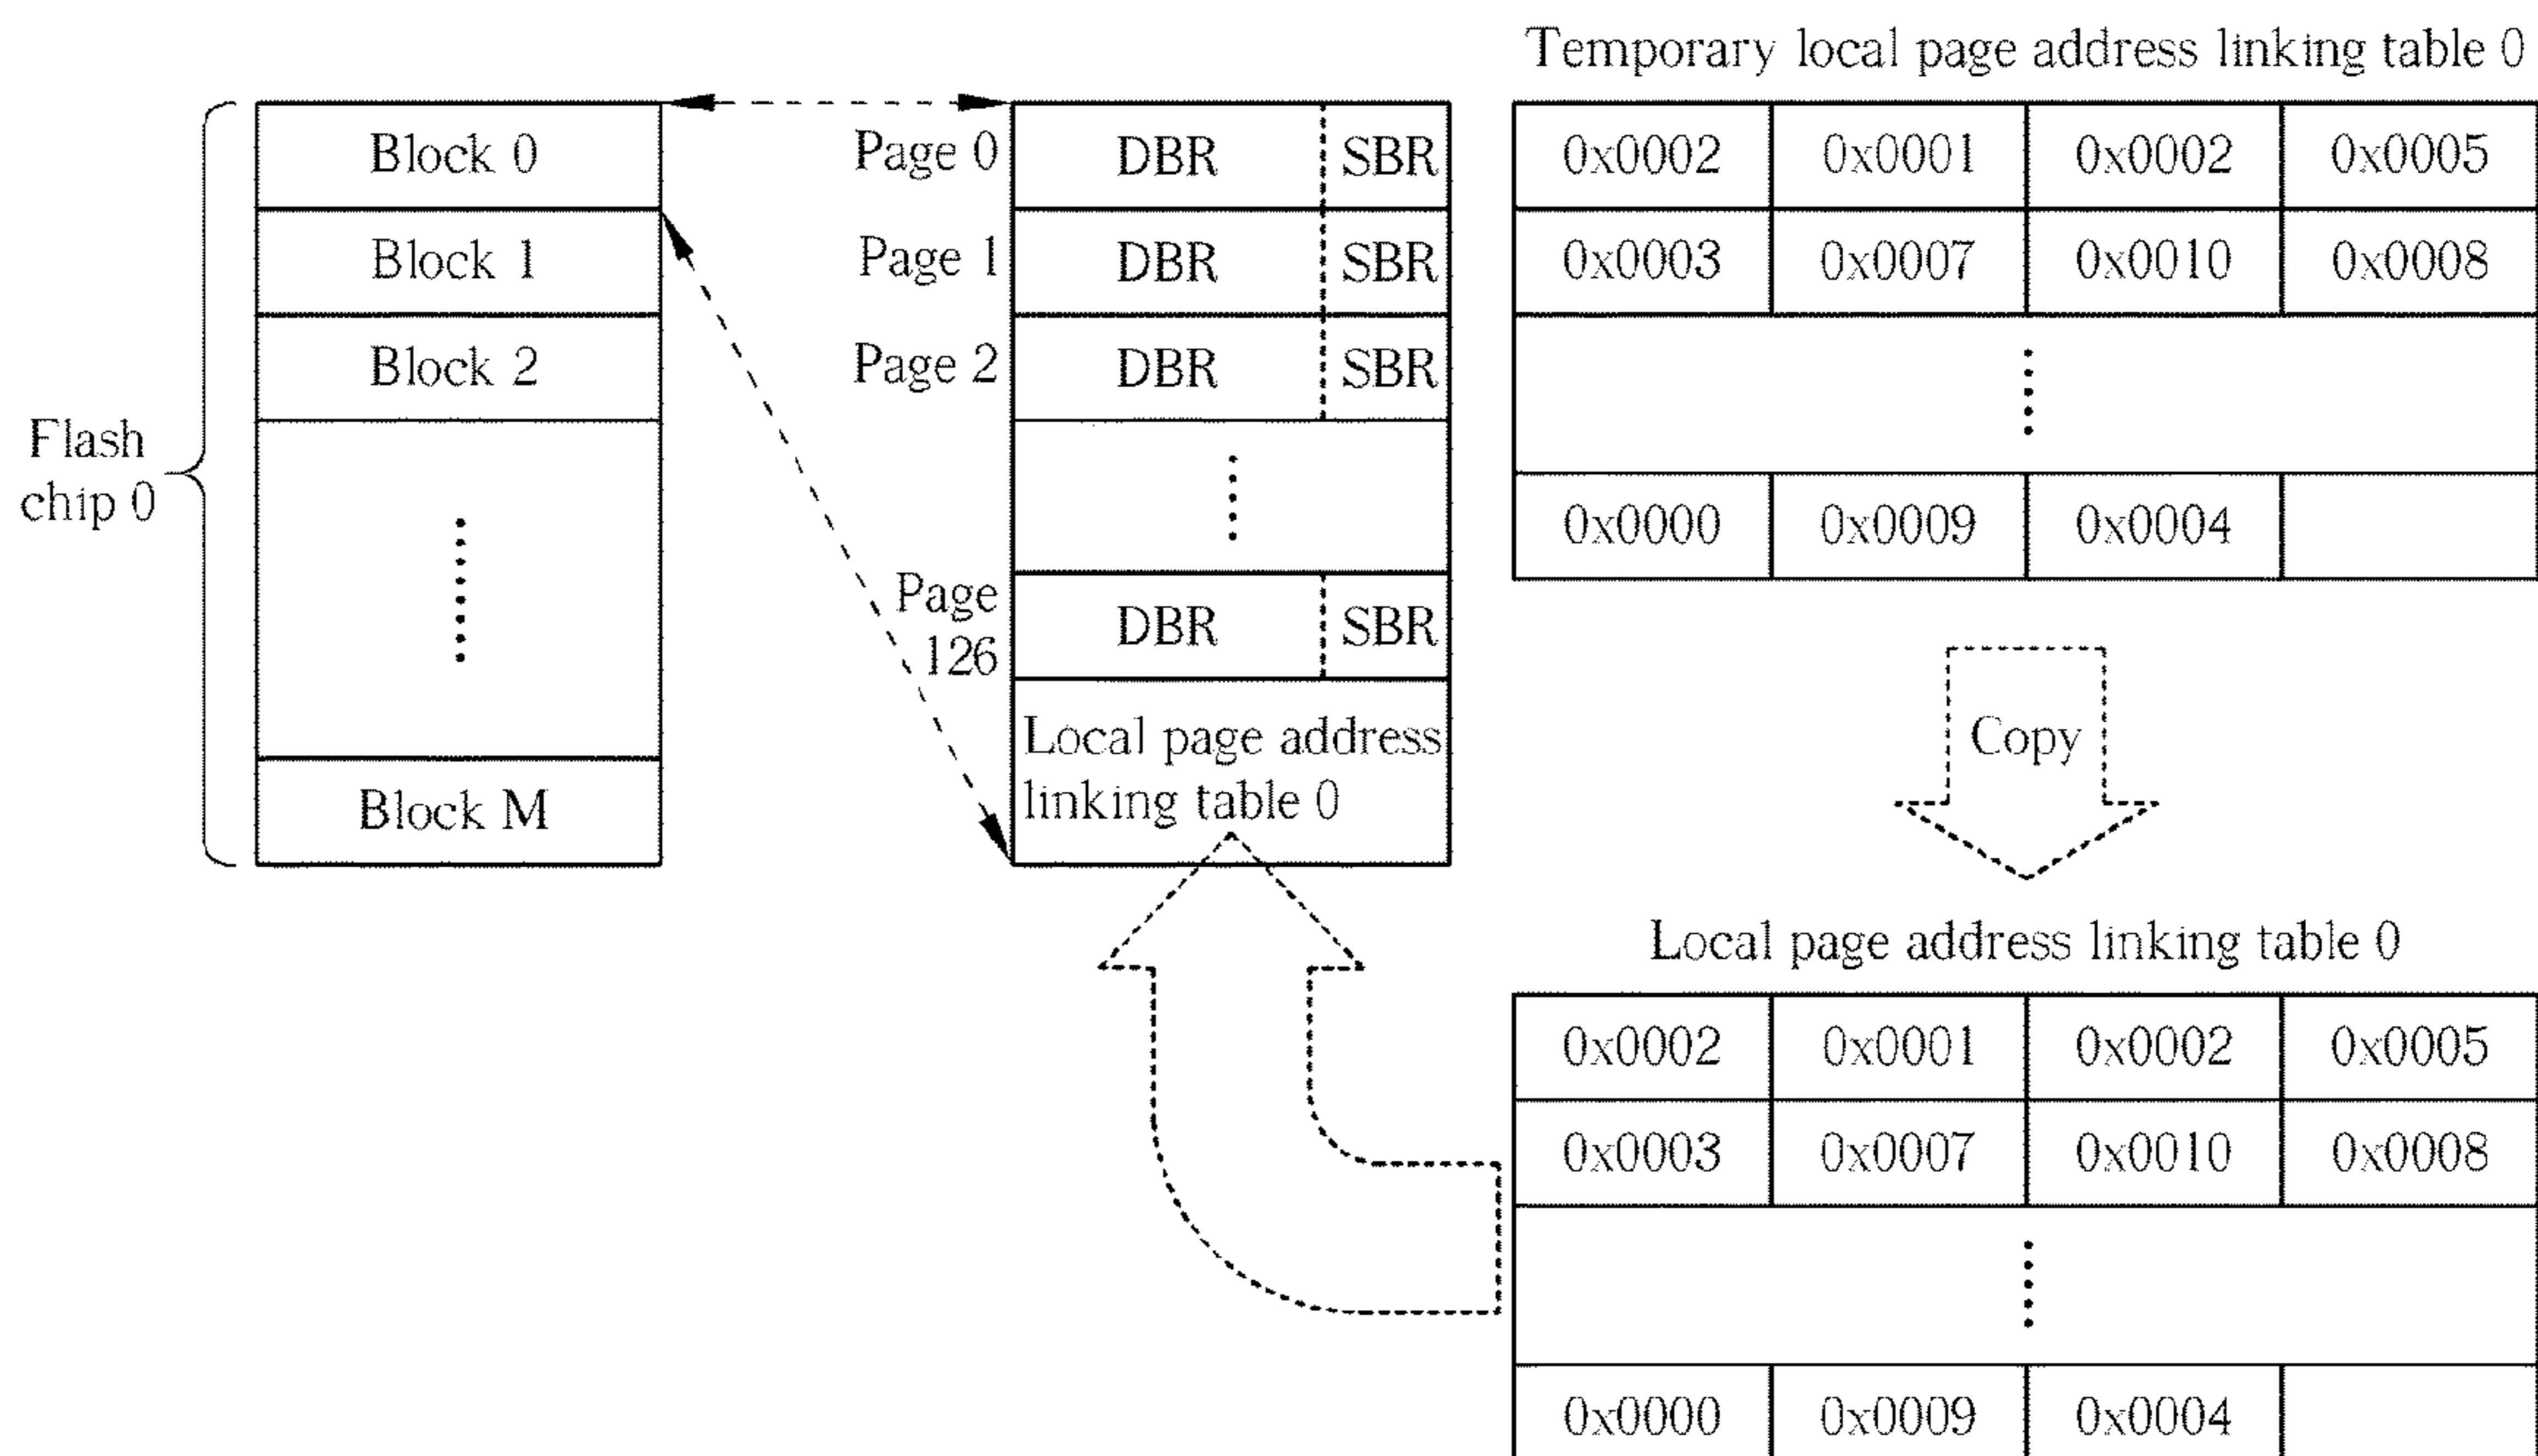 Flash
chip 0
Block 0
Block 1
Block 2
Block M
Page 0 DBR SBR
Page 1 DBR SBR
Page 2 DBR SBR
Page
126
DBR SBR
Local page address
linking table 0
Temporary local page address linking table 0
0x0002 0x0001 0x0002 0x0005
0x0003 0x0007 0x0010 0x0008
0x0000 0x0009 0x0004
Copy
Local page address linking table 0
0x0002 0x0001 0x0002 0x0005
0x0003 0x0007 0x0010 0x0008
0x0000 0x0009 0x0004